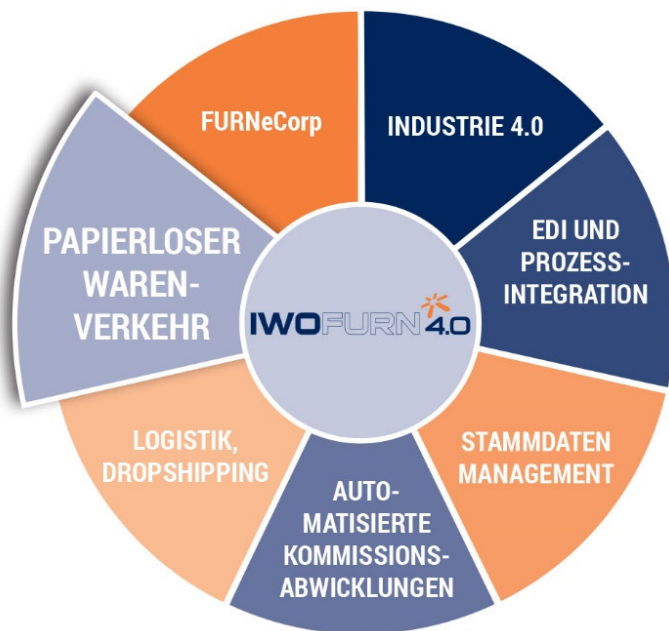 FURNeCorp
INDUSTRIE 4.0
EDI UND
PROZESS-
INTEGRATION
STAMMDATEN
MANAGEMENT
AUTO-
MATISIERTE
KOMMISSIONS-
ABWICKLUNGEN
LOGISTIK,
DROPSHIPPING
PAPIERLOSER
WAREN-
VERKEHR
IWOFURN 4.0